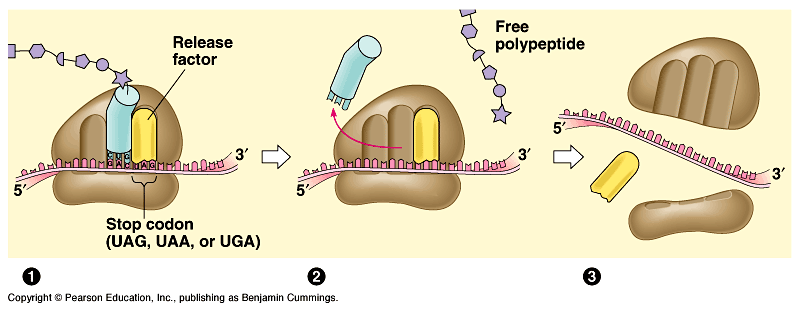 Release
factor
5′
3′
Stop codon
(UAG, UAA, or UGA)
Free
polypeptide
5′
3′
5′
3′
1
2
3
Copyright © Pearson Education, Inc., publishing as Benjamin Cummings.